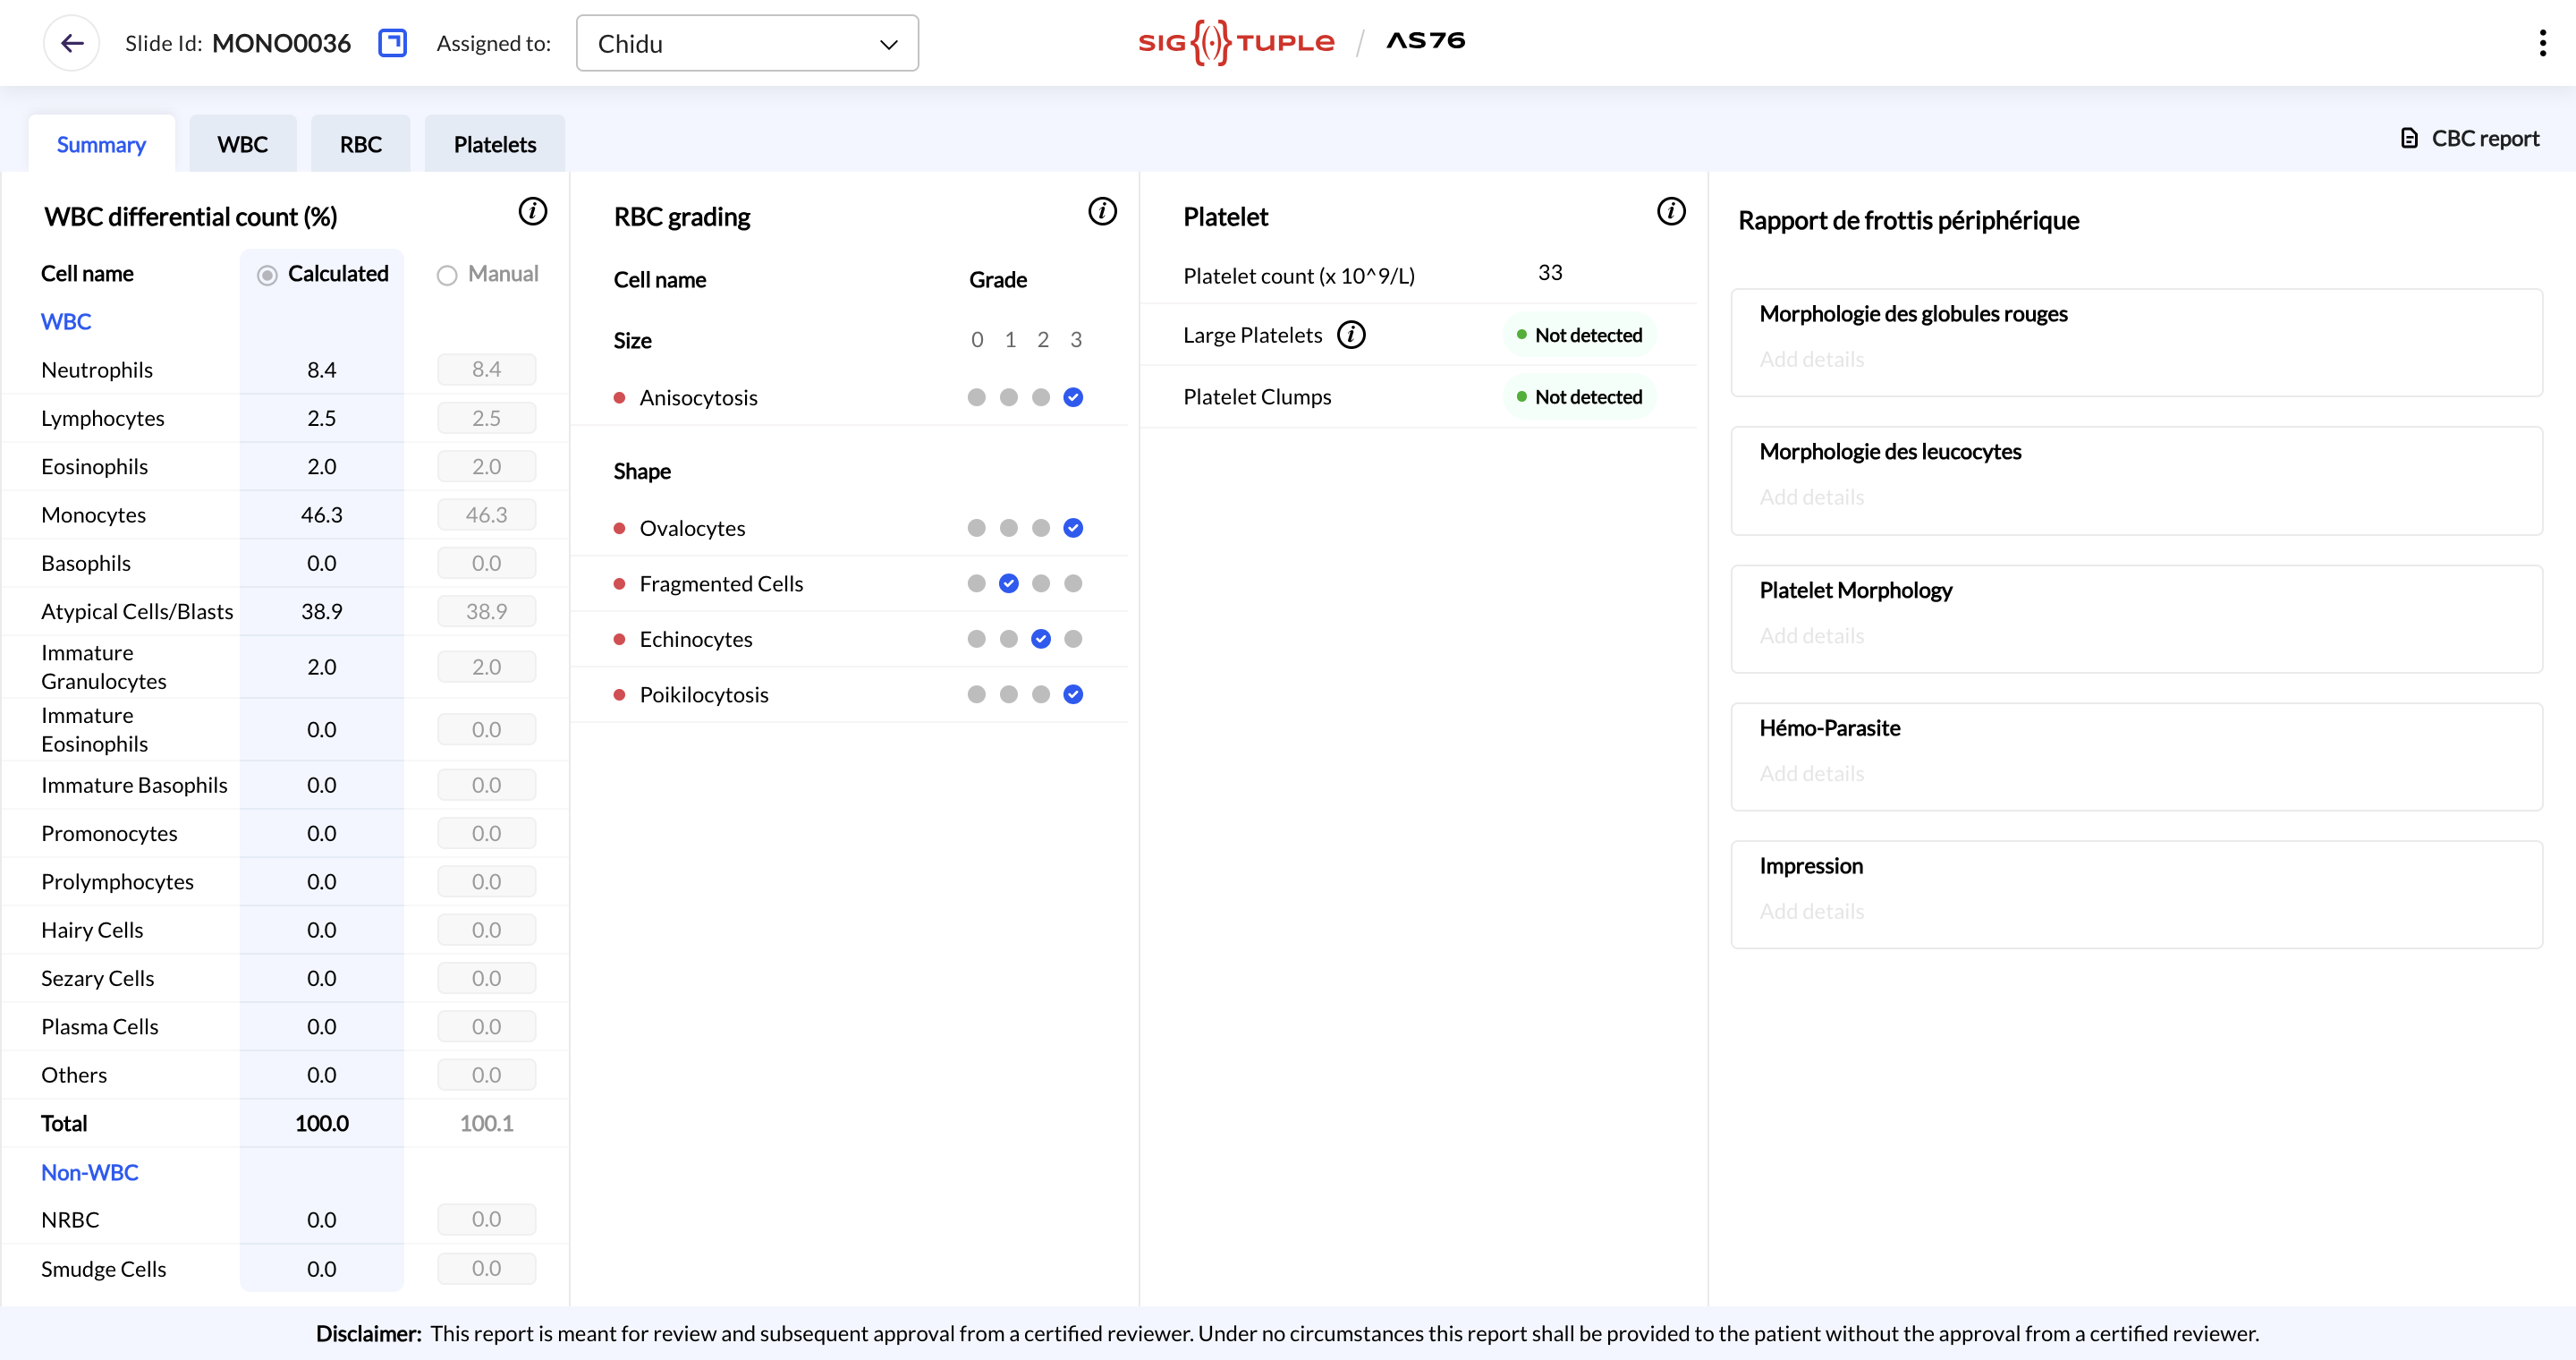 Slide Id: MONO0036 Assigned to: Chidu
SIG{(·)}TUPLE / AS76
Summary WBC RBC Platelets CBC report
WBC differential count (%)
Cell name Calculated Manual
WBC
Neutrophils 8.4 8.4
Lymphocytes 2.5 2.5
Eosinophils 2.0 2.0
Monocytes 46.3 46.3
Basophils 0.0 0.0
Atypical Cells/Blasts 38.9 38.9
Immature
Granulocytes 2.0 2.0
Immature
Eosinophils 0.0 0.0
Immature Basophils 0.0 0.0
Promonocytes 0.0 0.0
Prolymphocytes 0.0 0.0
Hairy Cells 0.0 0.0
Sezary Cells 0.0 0.0
Plasma Cells 0.0 0.0
Others 0.0 0.0
Total 100.0 100.1
Non-WBC
NRBC 0.0 0.0
Smudge Cells 0.0 0.0
RBC grading
Cell name Grade
Size 0 1 2 3
Anisocytosis
Shape
Ovalocytes
Fragmented Cells
Echinocytes
Poikilocytosis
Platelet
Platelet count (x 10^9/L) 33
Large Platelets Not detected
Platelet Clumps Not detected
Rapport de frottis périphérique
Morphologie des globules rouges
Add details
Morphologie des leucocytes
Add details
Platelet Morphology
Add details
Hémo-Parasite
Add details
Impression
Add details
Disclaimer: This report is meant for review and subsequent approval from a certified reviewer. Under no circumstances this report shall be provided to the patient without the approval from a certified reviewer.